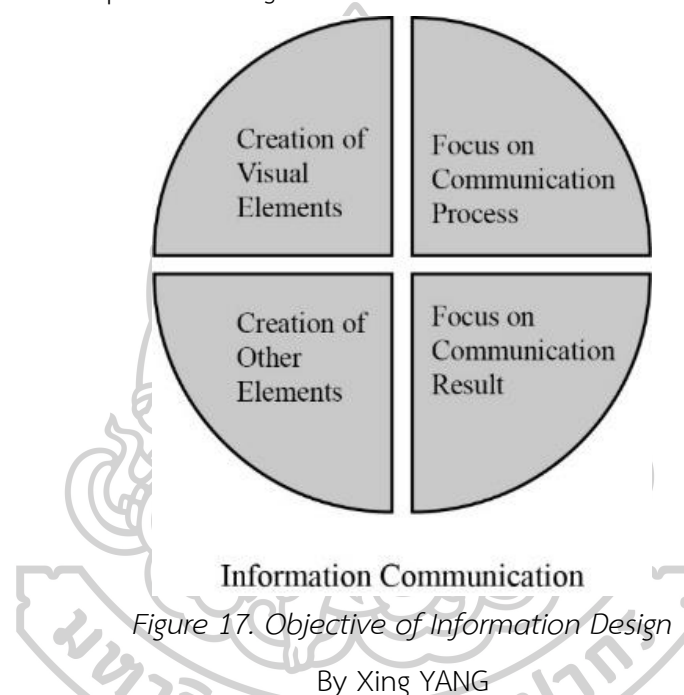 Creation of
Visual
Elements
Focus on
Communication
Process
Creation of
Other
Elements
Focus on
Communication
Result
Information Communication
Figure 17. Objective of Information Design
By Xing YANG